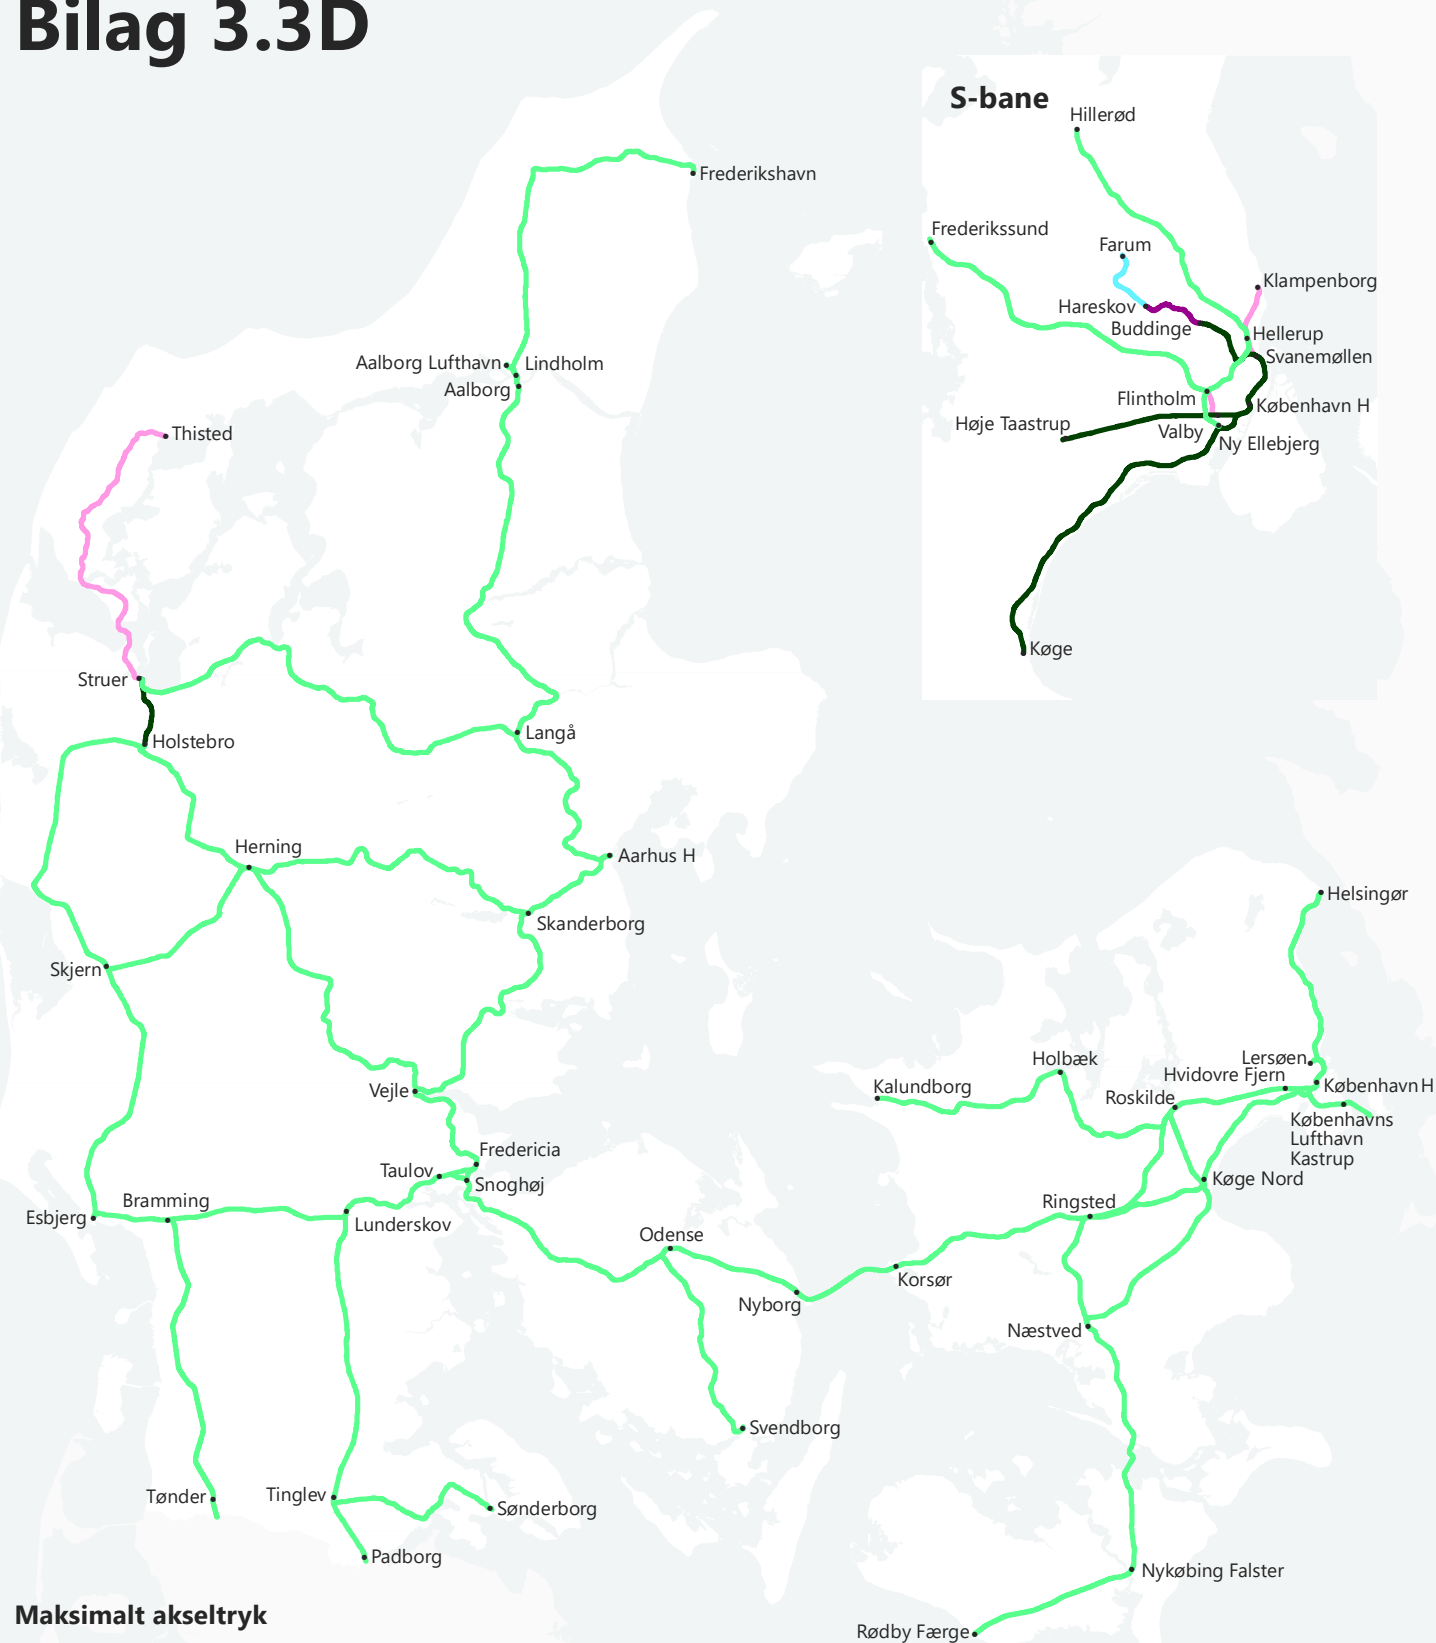 Bilag 3.3D
S-bane
Hillerød
Frederikshavn
Frederikssund
Farum
Klampenborg
Hareskov
Buddinge
Hellerup
Svanemøllen
Aalborg Lufthavn
Lindholm
Aalborg
Flintholm
København H
Høje Taastrup
Valby
Ny Ellebjerg
Thisted
Køge
Struer
Langå
Holstebro
Herning
Aarhus H
Helsingør
Skanderborg
Skjern
Lersøen
Holbæk
Hvidovre Fjern
København H
Kalundborg
Vejle
Roskilde
Københavns
Lufthavn
Kastrup
Fredericia
Taulov
Snoghøj
Køge Nord
Bramming
Ringsted
Esbjerg
Lunderskov
Odense
Korsør
Nyborg
Næstved
Svendborg
Tønder
Tinglev
Sønderborg
Padborg
Nykøbing Falster
Maksimalt akseltryk
Rødby Færge